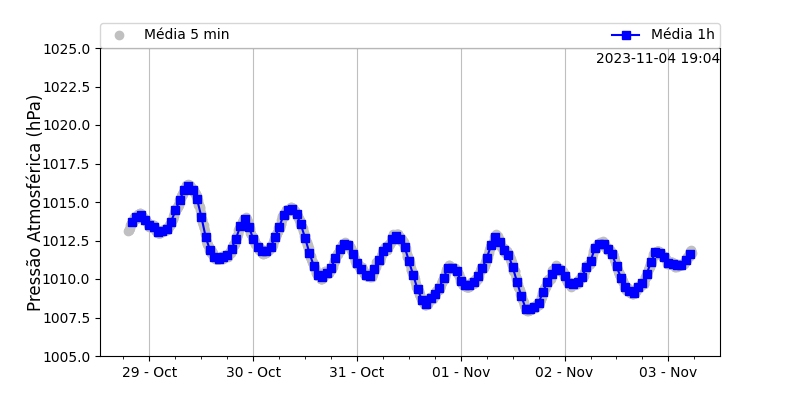 Média 5 min
Média 1h
2023-11-04 19:04
Pressão Atmosférica (hPa)
1025.0
1022.5
1020.0
1017.5
1015.0
1012.5
1010.0
1007.5
1005.0
29 - Oct
30 - Oct
31 - Oct
01 - Nov
02 - Nov
03 - Nov